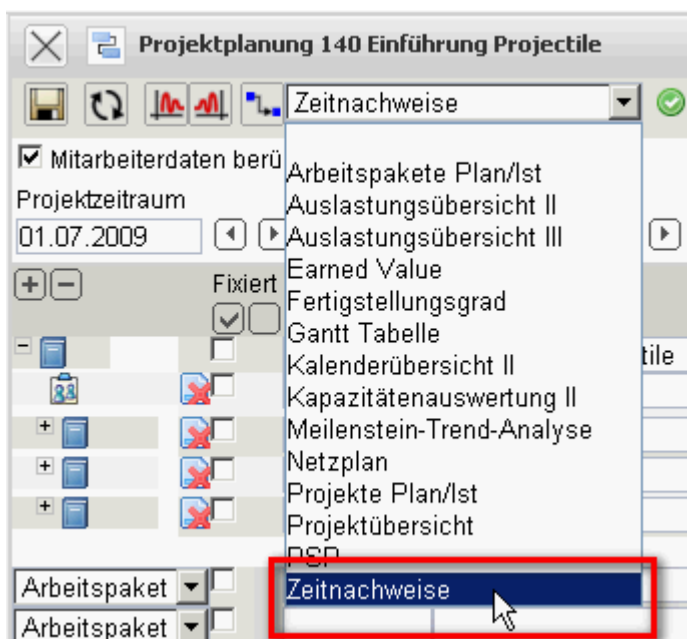 Projektplanung 140 Einführung Projectile
Zeitnachweise
Mitarbeiterdaten berü
Arbeitspakete Plan/Ist
Projektzeitraum
Auslastungsübersicht II
01.07.2009
Auslastungsübersicht III
Earned Value
Fixiert
Fertigstellungsgrad
Gantt Tabelle
tile
Kalenderübersicht II
Kapazitätenauswertung II
Meilenstein-Trend-Analyse
Netzplan
Projekte Plan/Ist
Projektübersicht
PSP
Arbeitspaket
Zeitnachweise
Arbeitspaket